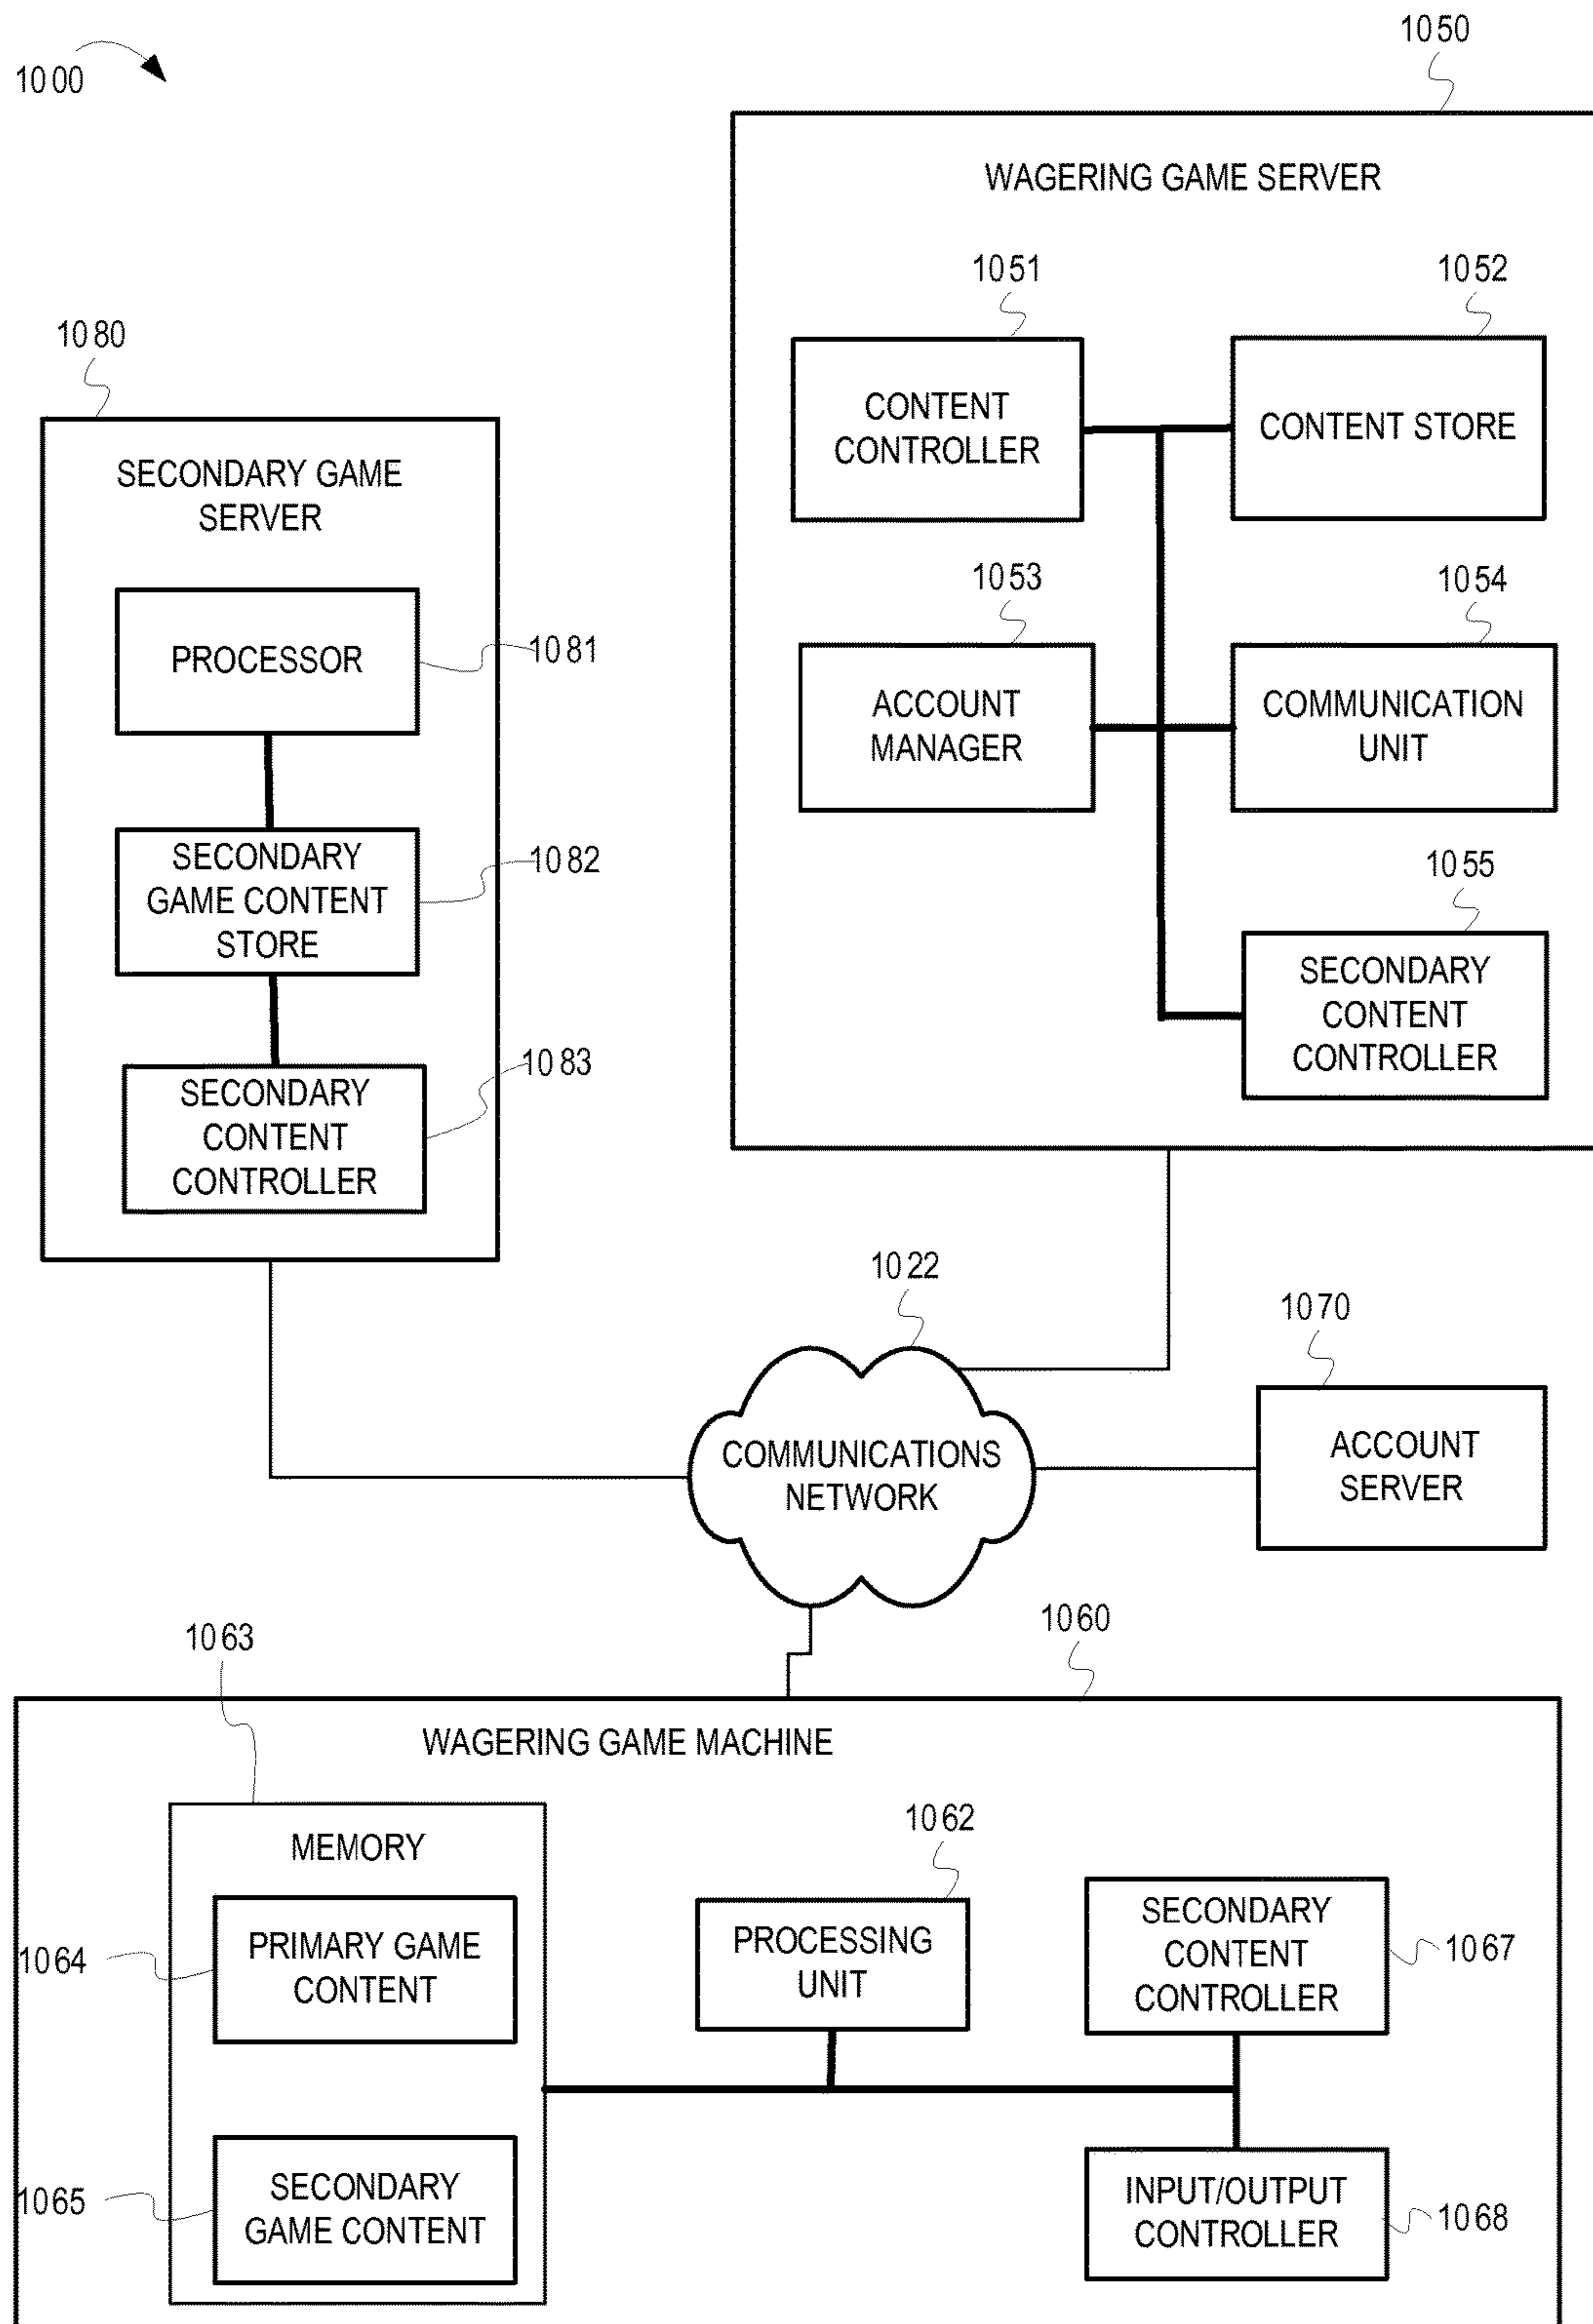 1000
1050
WAGERING GAME SERVER
1051
1052
CONTENT
CONTROLLER
CONTENT STORE
1053
1054
ACCOUNT
MANAGER
COMMUNICATION
UNIT
1055
SECONDARY
CONTENT
CONTROLLER
1080
SECONDARY GAME
SERVER
PROCESSOR
1081
SECONDARY
GAME CONTENT
STORE
1082
SECONDARY
CONTENT
CONTROLLER
1083
1022
COMMUNICATIONS
NETWORK
1070
ACCOUNT
SERVER
1060
WAGERING GAME MACHINE
1063
MEMORY
1064
PRIMARY GAME
CONTENT
1065
SECONDARY
GAME CONTENT
1062
PROCESSING
UNIT
SECONDARY
CONTENT
CONTROLLER
1067
INPUT/OUTPUT
CONTROLLER
1068